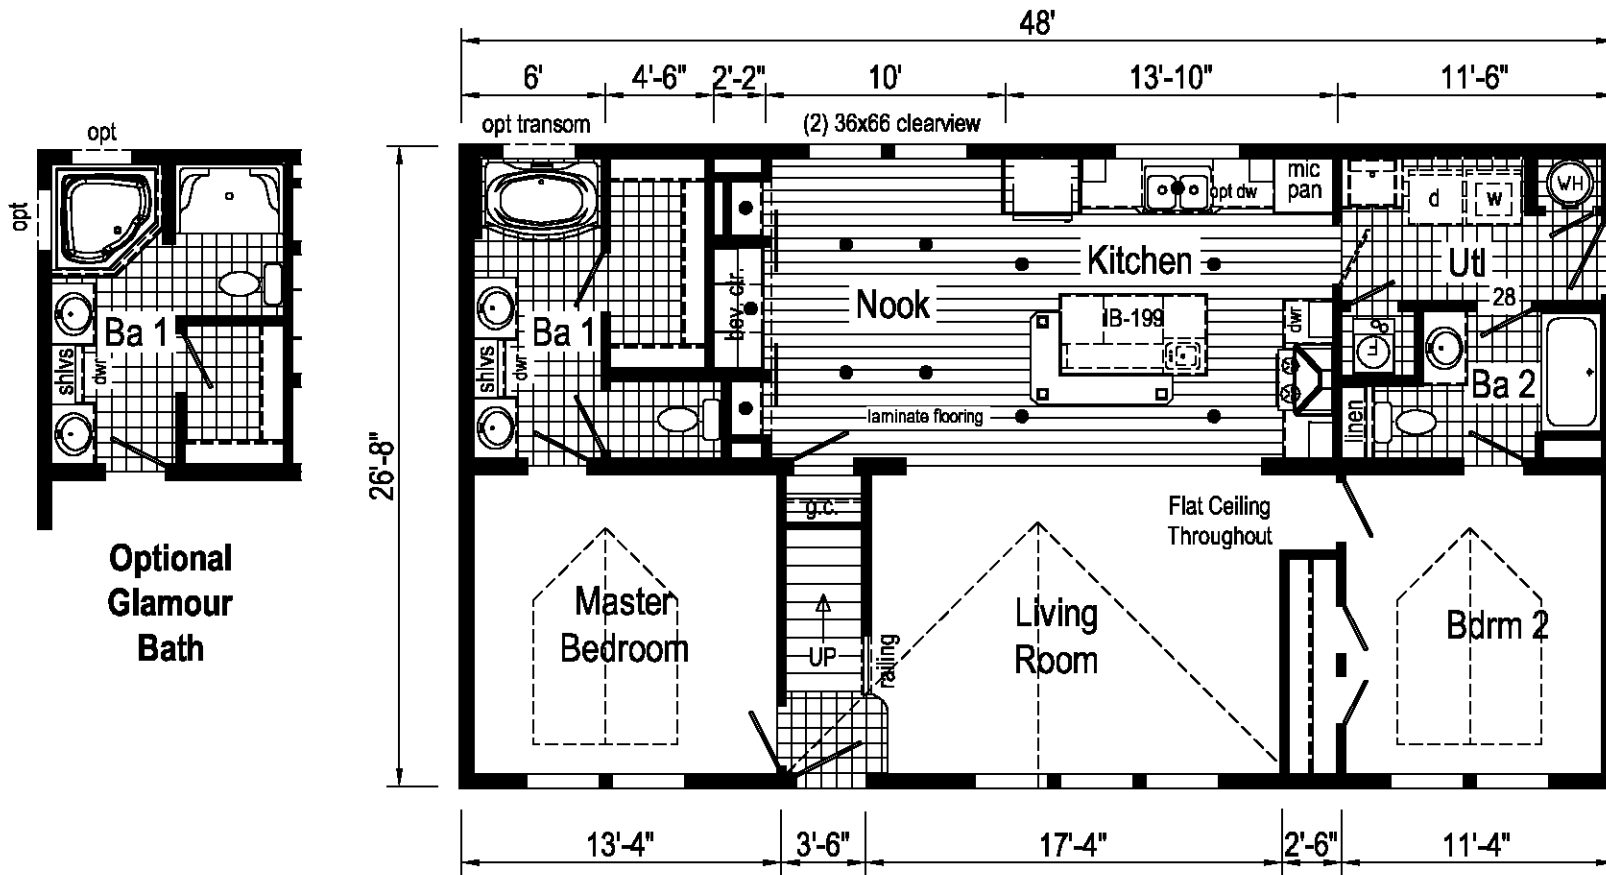 48'
6' 4'-6" 2'-2" 10' 13'-10" 11'-6"
opt
opt transom
(2) 36x66 clearview
mic
pan
opt dw
d
w
WH
opt
Kitchen
Utl
28
Nook
bev. ctr.
IB-199
dwr
Ba 1
shlvs
dwr
Ba 1
shlvs
dwr
F
Ba 2
linen
laminate flooring
26'-8"
g.c.
Flat Ceiling
Throughout
Optional
Glamour
Bath
Master
Bedroom
UP
railing
Living
Room
Bdrm 2
13'-4" 3'-6" 17'-4" 2'-6" 11'-4"